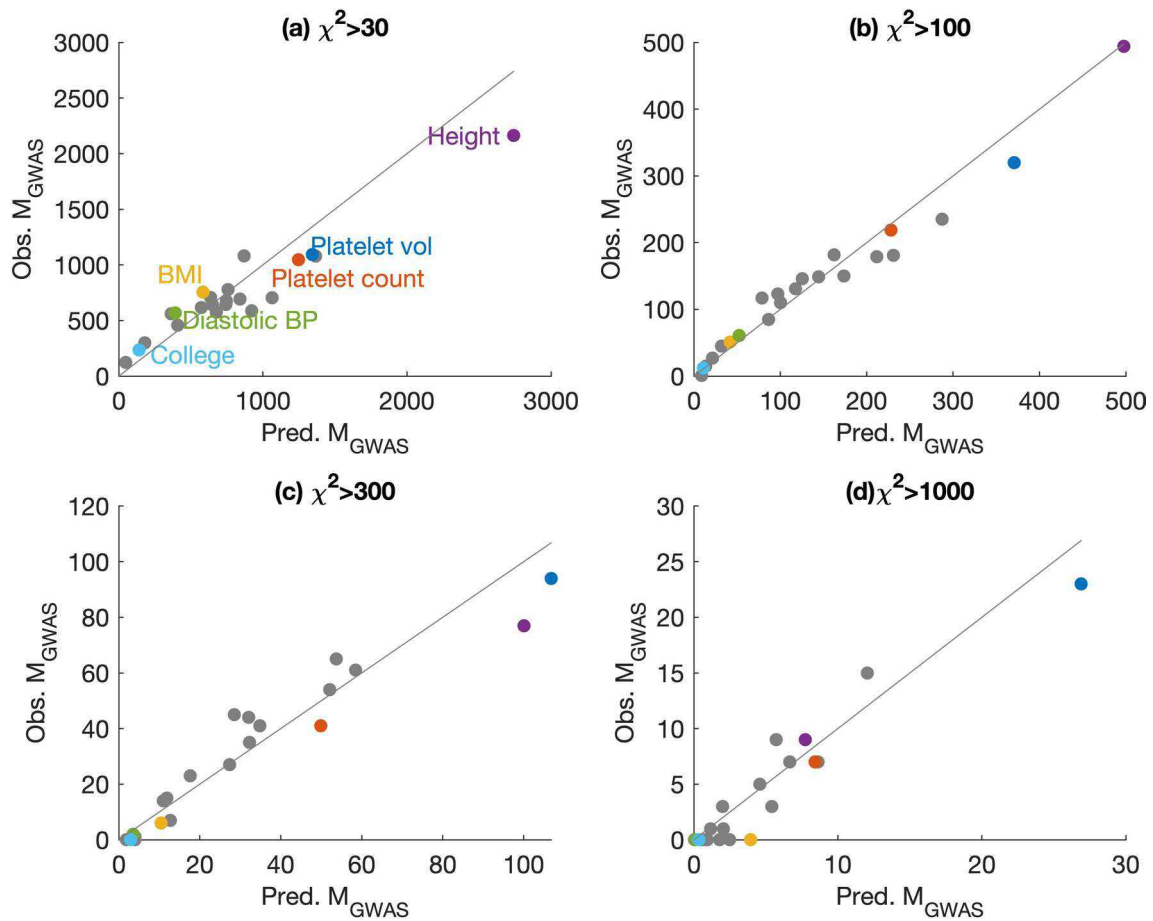 (a) χ²>30
3000
2500
2000
1500
1000
500
0
Obs. M_GWAS
Height
Platelet vol
BMI
Platelet count
Diastolic BP
College
0 1000 2000 3000
Pred. M_GWAS
(b) χ²>100
500
400
300
200
100
0
Obs. M_GWAS
0 100 200 300 400 500
Pred. M_GWAS
(c) χ²>300
120
100
80
60
40
20
0
Obs. M_GWAS
0 20 40 60 80 100
Pred. M_GWAS
(d)χ²>1000
30
25
20
15
10
5
0
Obs. M_GWAS
0 10 20 30
Pred. M_GWAS